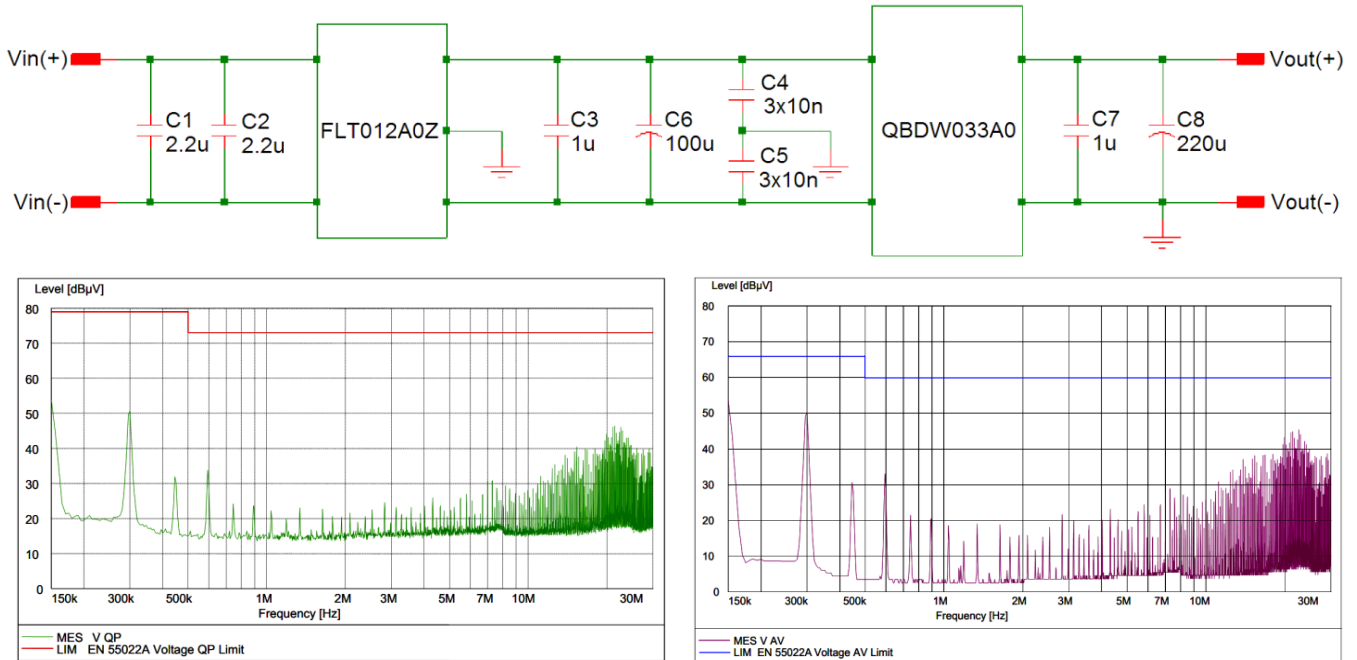 Vin(+)
C1
2.2u
C2
2.2u
FLT012A0Z
C3
1u
C6
100u
C4
3x10n
C5
3x10n
QBDW033A0
C7
1u
C8
220u
Vout(+)
Vin(-)
Vout(-)
Level [dBµV]
80
70
60
50
40
30
20
10
0
150k 300k 500k 1M 2M 3M 5M 7M 10M 30M
Frequency [Hz]
MES V QP
LIM EN 55022A Voltage QP Limit
Level [dBµV]
80
70
60
50
40
30
20
10
0
150k 300k 500k 1M 2M 3M 5M 7M 10M 30M
Frequency [Hz]
MES V AV
LIM EN 55022A Voltage AV Limit